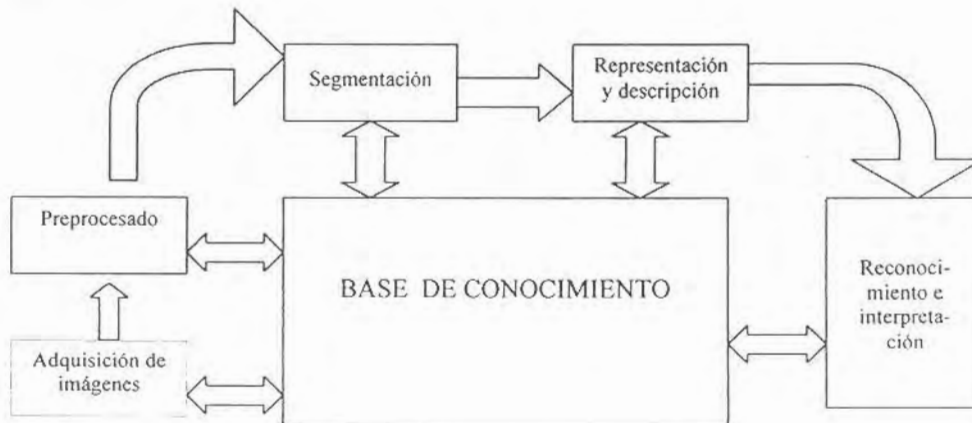 Segmentación
Representación
y descripción
Preprocesado
BASE DE CONOCIMIENTO
Reconoci-
miento e
interpreta-
ción
Adquisición de
imágenes